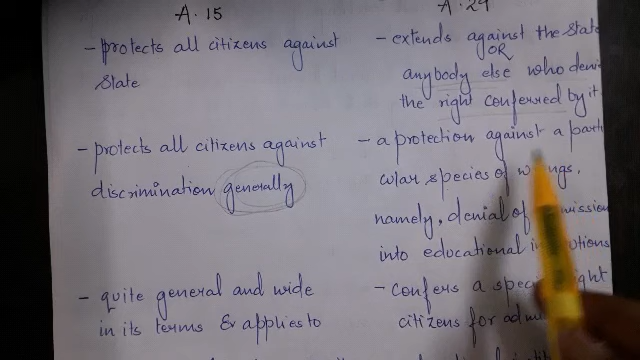 A. 15
- protects all citizens against
State
- protects all citizens against
discrimination generally
- quite general and wide
in its terms & applies to
A. 29
- extends against the State
OR
anybody else who
the right conferred by it
- a protection against a
species of
namely, denial of
into educational
- confers a
citizens for